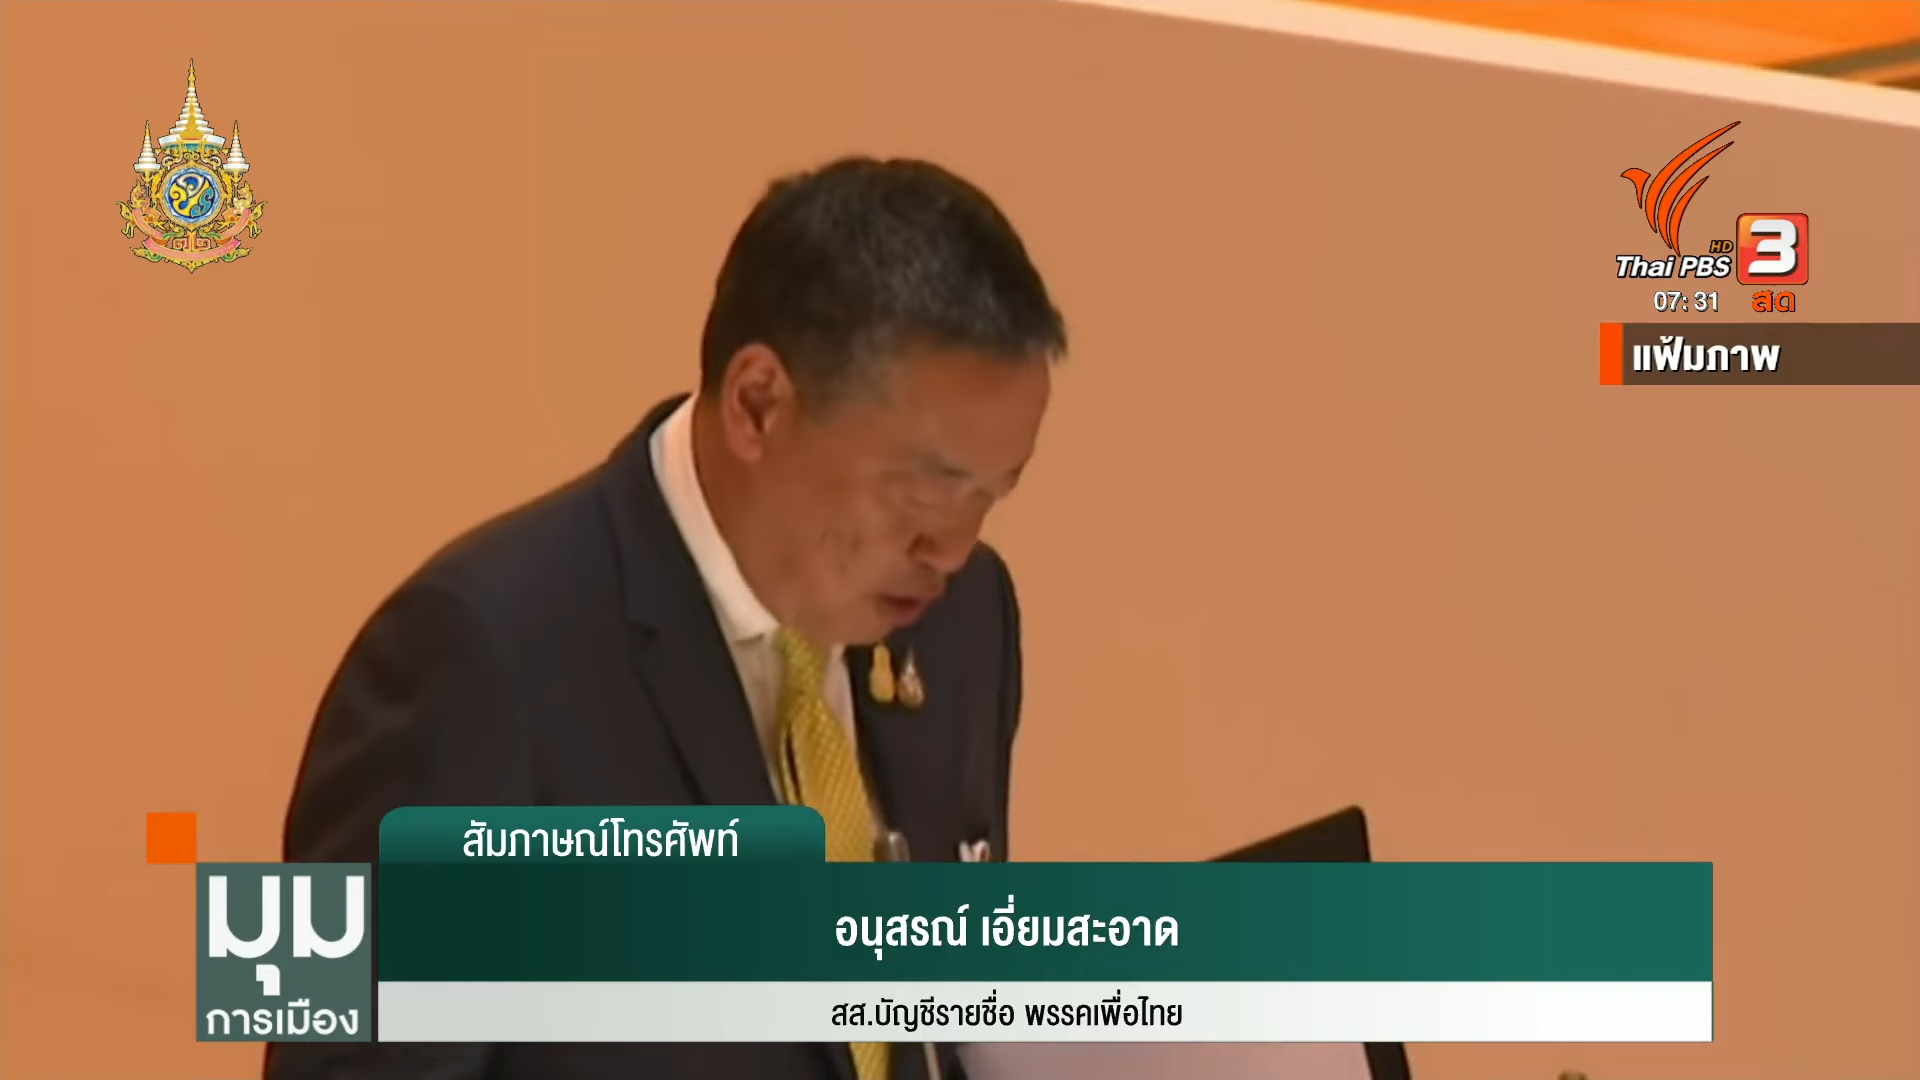 ๗๒
HD
Thai PBS 3
07:31 สด
แฟ้มภาพ
สัมภาษณ์โทรศัพท์
มุม
การเมือง
อนุสรณ์ เอี่ยมสะอาด
สส.บัญชีรายชื่อ พรรคเพื่อไทย